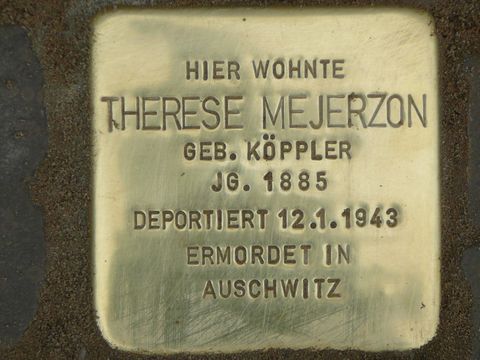 HIER WOHNTE
THERESE MEJERZON
GEB. KÖPPLER
JG. 1885
DEPORTIERT 12.1.1943
ERMORDET IN
AUSCHWITZ